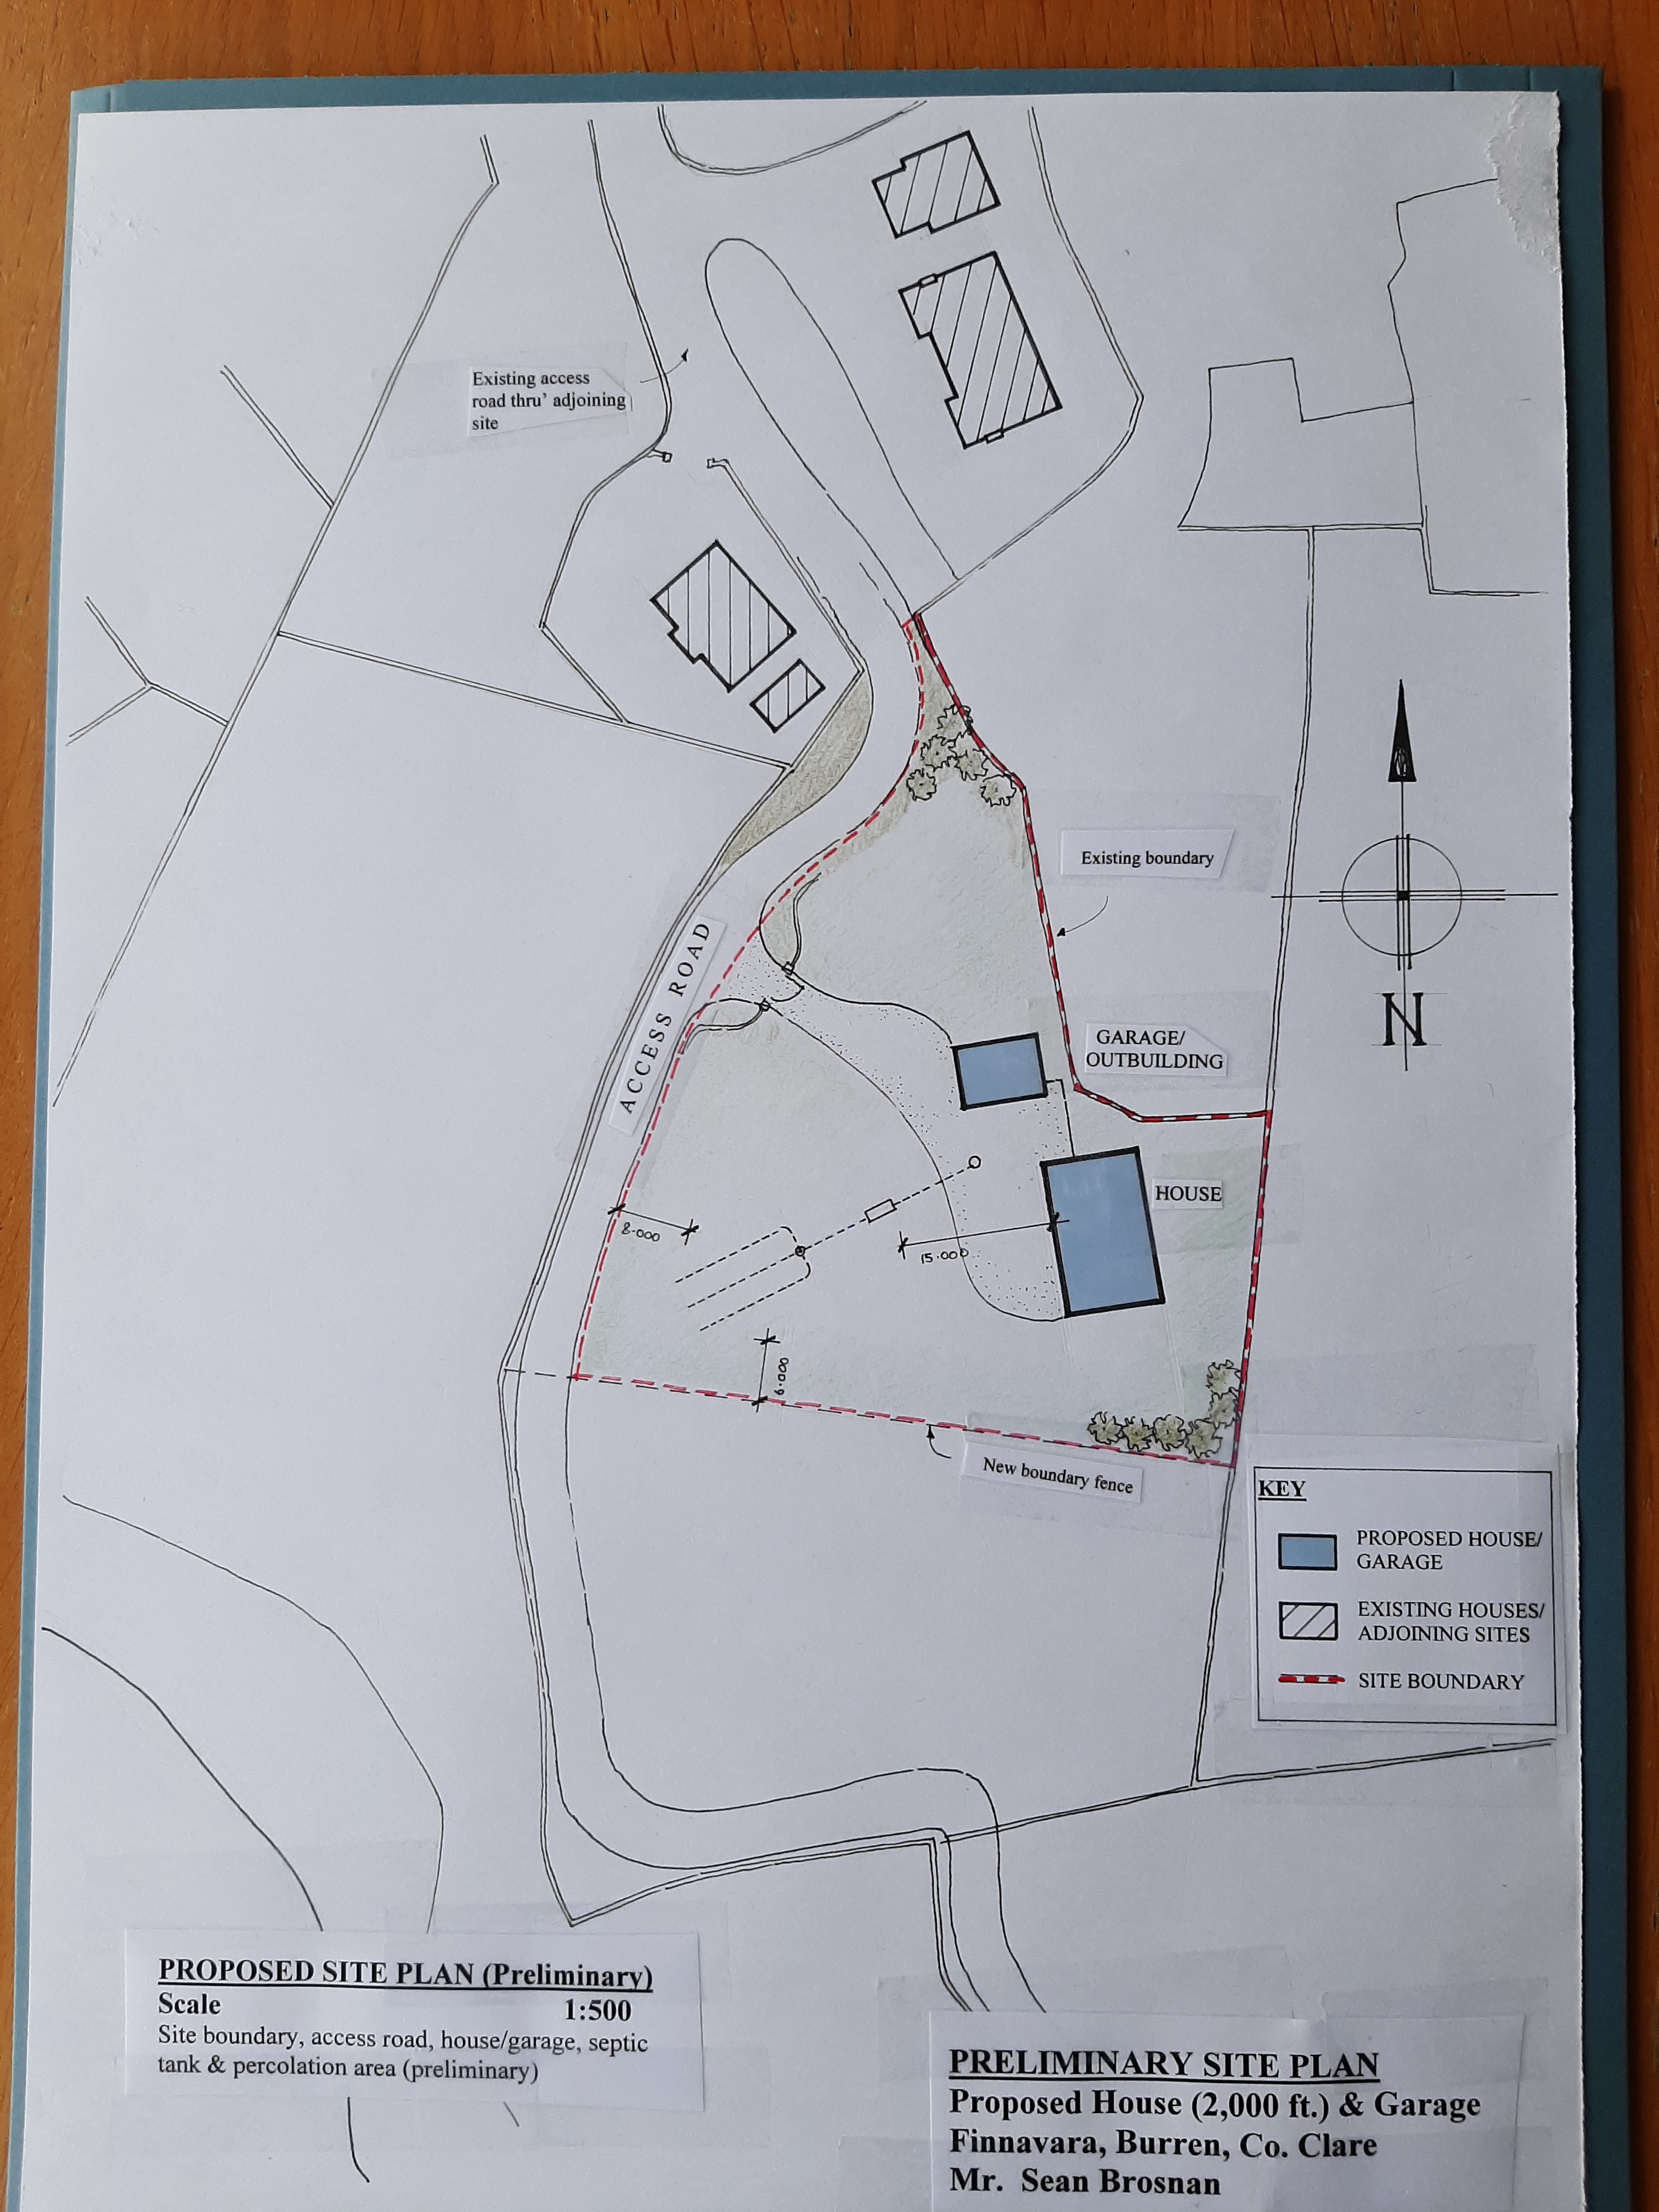 Existing access
road thru' adjoining
site
Existing boundary
ACCESS ROAD
N
GARAGE/
OUTBUILDING
HOUSE
8.000
15.000
6.000
New boundary fence
KEY
PROPOSED HOUSE/
GARAGE
EXISTING HOUSES/
ADJOINING SITES
SITE BOUNDARY
PROPOSED SITE PLAN (Preliminary)
Scale 1:500
Site boundary, access road, house/garage, septic
tank & percolation area (preliminary)
PRELIMINARY SITE PLAN
Proposed House (2,000 ft.) & Garage
Finnavara, Burren, Co. Clare
Mr. Sean Brosnan